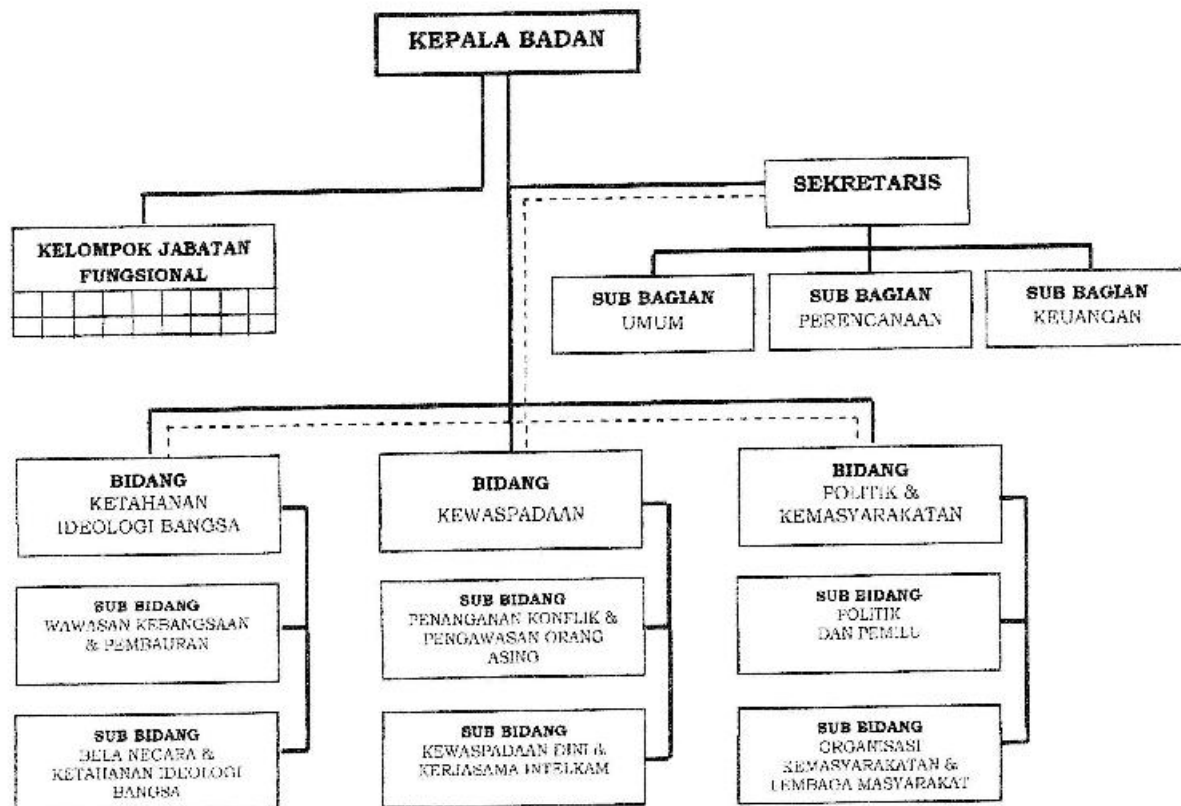 KEPALA BADAN
SEKRETARIS
KELOMPOK JABATAN
FUNGSIONAL
SUB BAGIAN
UMUM
SUB BAGIAN
PERENCANAAN
SUB BAGIAN
KEUANGAN
BIDANG
KETAHANAN
IDEOLOGI BANGSA
BIDANG
KEWASPADAAN
BIDANG
POLITIK &
KEMASYARAKATAN
SUB BIDANG
WAWASAN KEBANGSAAN
& PEMBAURAN
SUB BIDANG
PENANGANAN KONFLIK &
PENGAWASAN ORANG
ASING
SUB BIDANG
POLITIK
DAN PEMILU
SUB BIDANG
BELA NEGARA &
KETAHANAN IDEOLOGI
BANGSA
SUB BIDANG
KEWASPADAAN DINI &
KERJASAMA INTELKAM
SUB BIDANG
ORGANISASI
KEMASYARAKATAN &
LEMBAGA MASYARAKAT